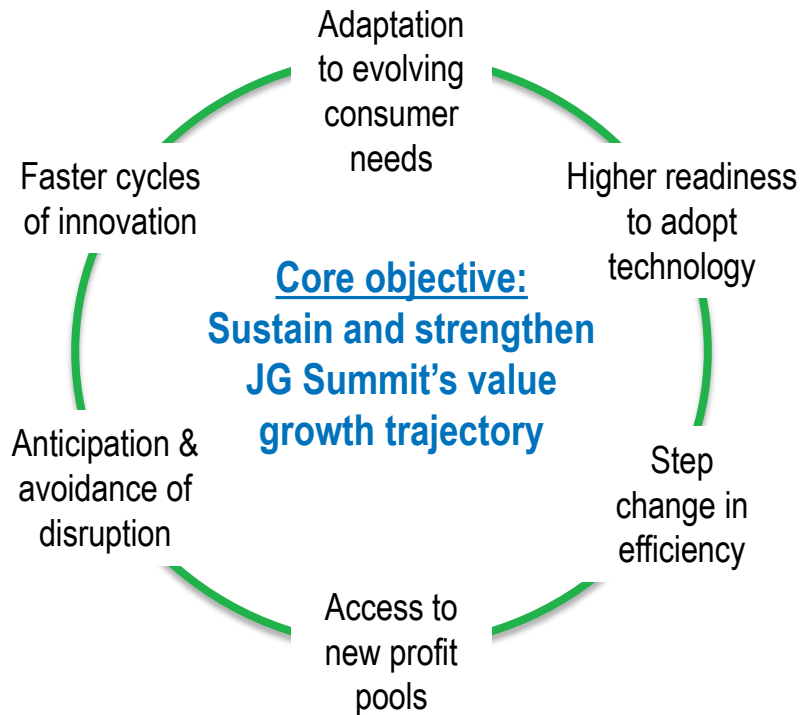 Adaptation
to evolving
consumer
needs
Higher readiness
to adopt
technology
Step
change in
efficiency
Access to
new profit
pools
Anticipation &
avoidance of
disruption
Faster cycles
of innovation
Core objective:
Sustain and strengthen
JG Summit’s value
growth trajectory